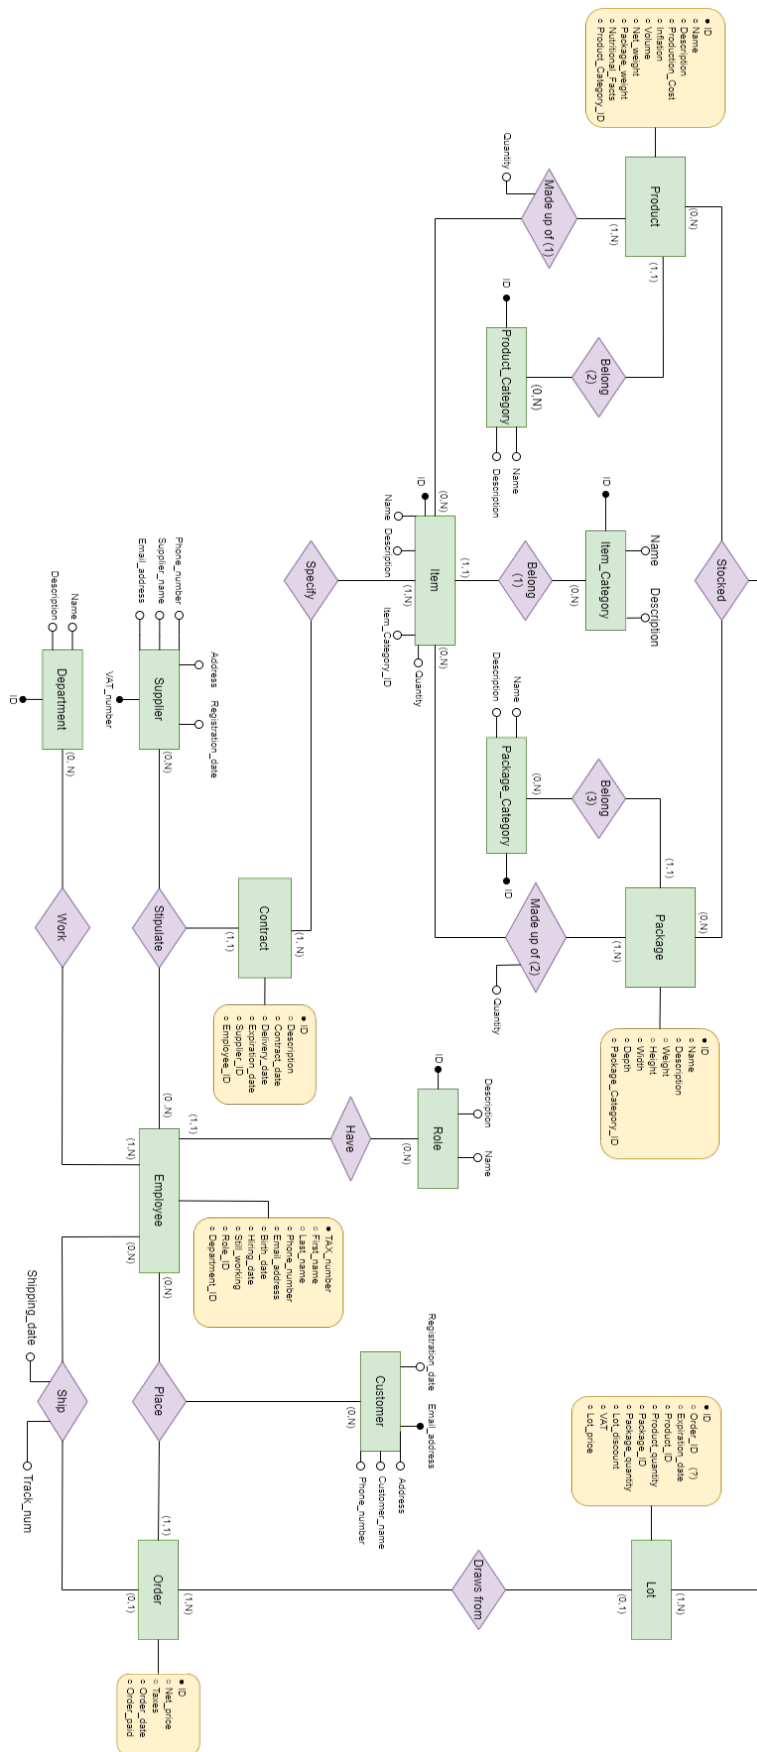 ● ID
○ Name
○ Description
○ Production_Cost
○ Inflation
○ Volume
○ Net_weight
○ Package_weight
○ Nutritional_Facts
○ Product_Category_ID
Product
(0,N)
(1,N)
(1,1)
Quantity
Made up of (1)
ID
Product_Category
Name
Description
(0,N)
Belong
(2)
Stocked
ID
Item_Category
Name
Description
(0,N)
Belong
(1)
ID
Name
Description
Item
(0,N)
(1,1)
(1,N)
(0,N)
Item_Category_ID
Quantity
Specify
Name
Description
Package_Category
ID
(0,N)
Belong
(3)
(1,1)
Package
(0,N)
(1,N)
Made up of (2)
Quantity
● ID
○ Name
○ Description
○ Weight
○ Height
○ Width
○ Depth
○ Package_Category_ID
Phone_number
Supplier_name
Email_address
Address
Registration_date
Supplier
VAT_number
(0,N)
Name
Description
Department
ID
(0, N)
Work
Stipulate
Contract
(1,1)
(1, N)
● ID
○ Description
○ Contract_date
○ Delivery_date
○ Expiration_date
○ Supplier_ID
○ Employee_ID
ID
Description
Role
Name
(0,N)
Have
(1,1)
(0, N)
(1,N)
Employee
(0,N)
(0,N)
● TAX_number
○ First_name
○ Last_name
○ Phone_number
○ Email_address
○ Birth_date
○ Hiring_date
○ Still_working
○ Role_ID
○ Department_ID
Shipping_date
Ship
Track_num
Place
Registration_date
Email_address
Customer
Address
Customer_name
Phone_number
(0,N)
● ID
○ Order_ID (?)
○ Expiration_date
○ Product_ID
○ Product_quantity
○ Package_ID
○ Package_quantity
○ Lot_discount
○ VAT
○ Lot_price
Lot
(1,N)
(0,1)
Draws from
(1,1)
(1,N)
(0,1)
Order
● ID
○ Net_price
○ Taxes
○ Order_date
○ Order_paid